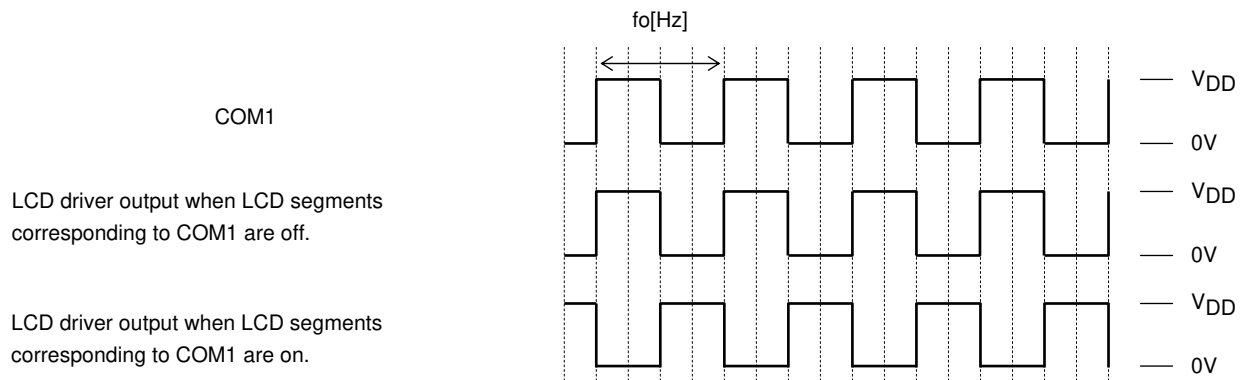 fo[Hz]
VDD
COM1
0V
LCD driver output when LCD segments
corresponding to COM1 are off.
VDD
0V
LCD driver output when LCD segments
corresponding to COM1 are on.
VDD
0V